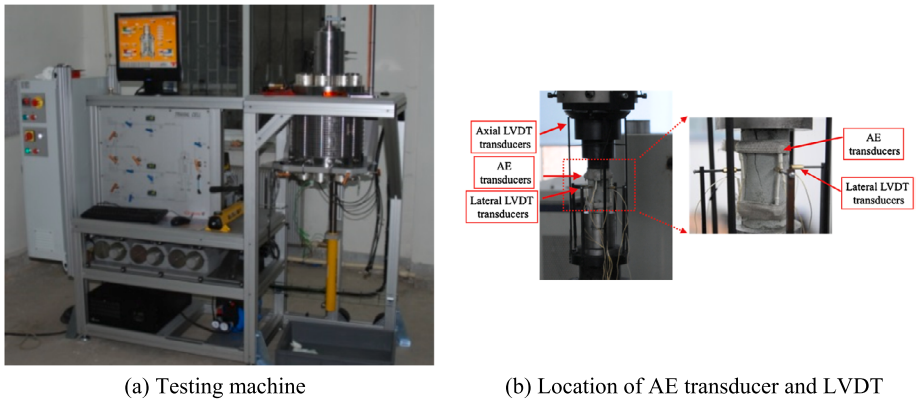 Axial LVDT
transducers
AE
transducers
Lateral LVDT
transducers
AE
transducers
Lateral LVDT
transducers
(a) Testing machine
(b) Location of AE transducer and LVDT